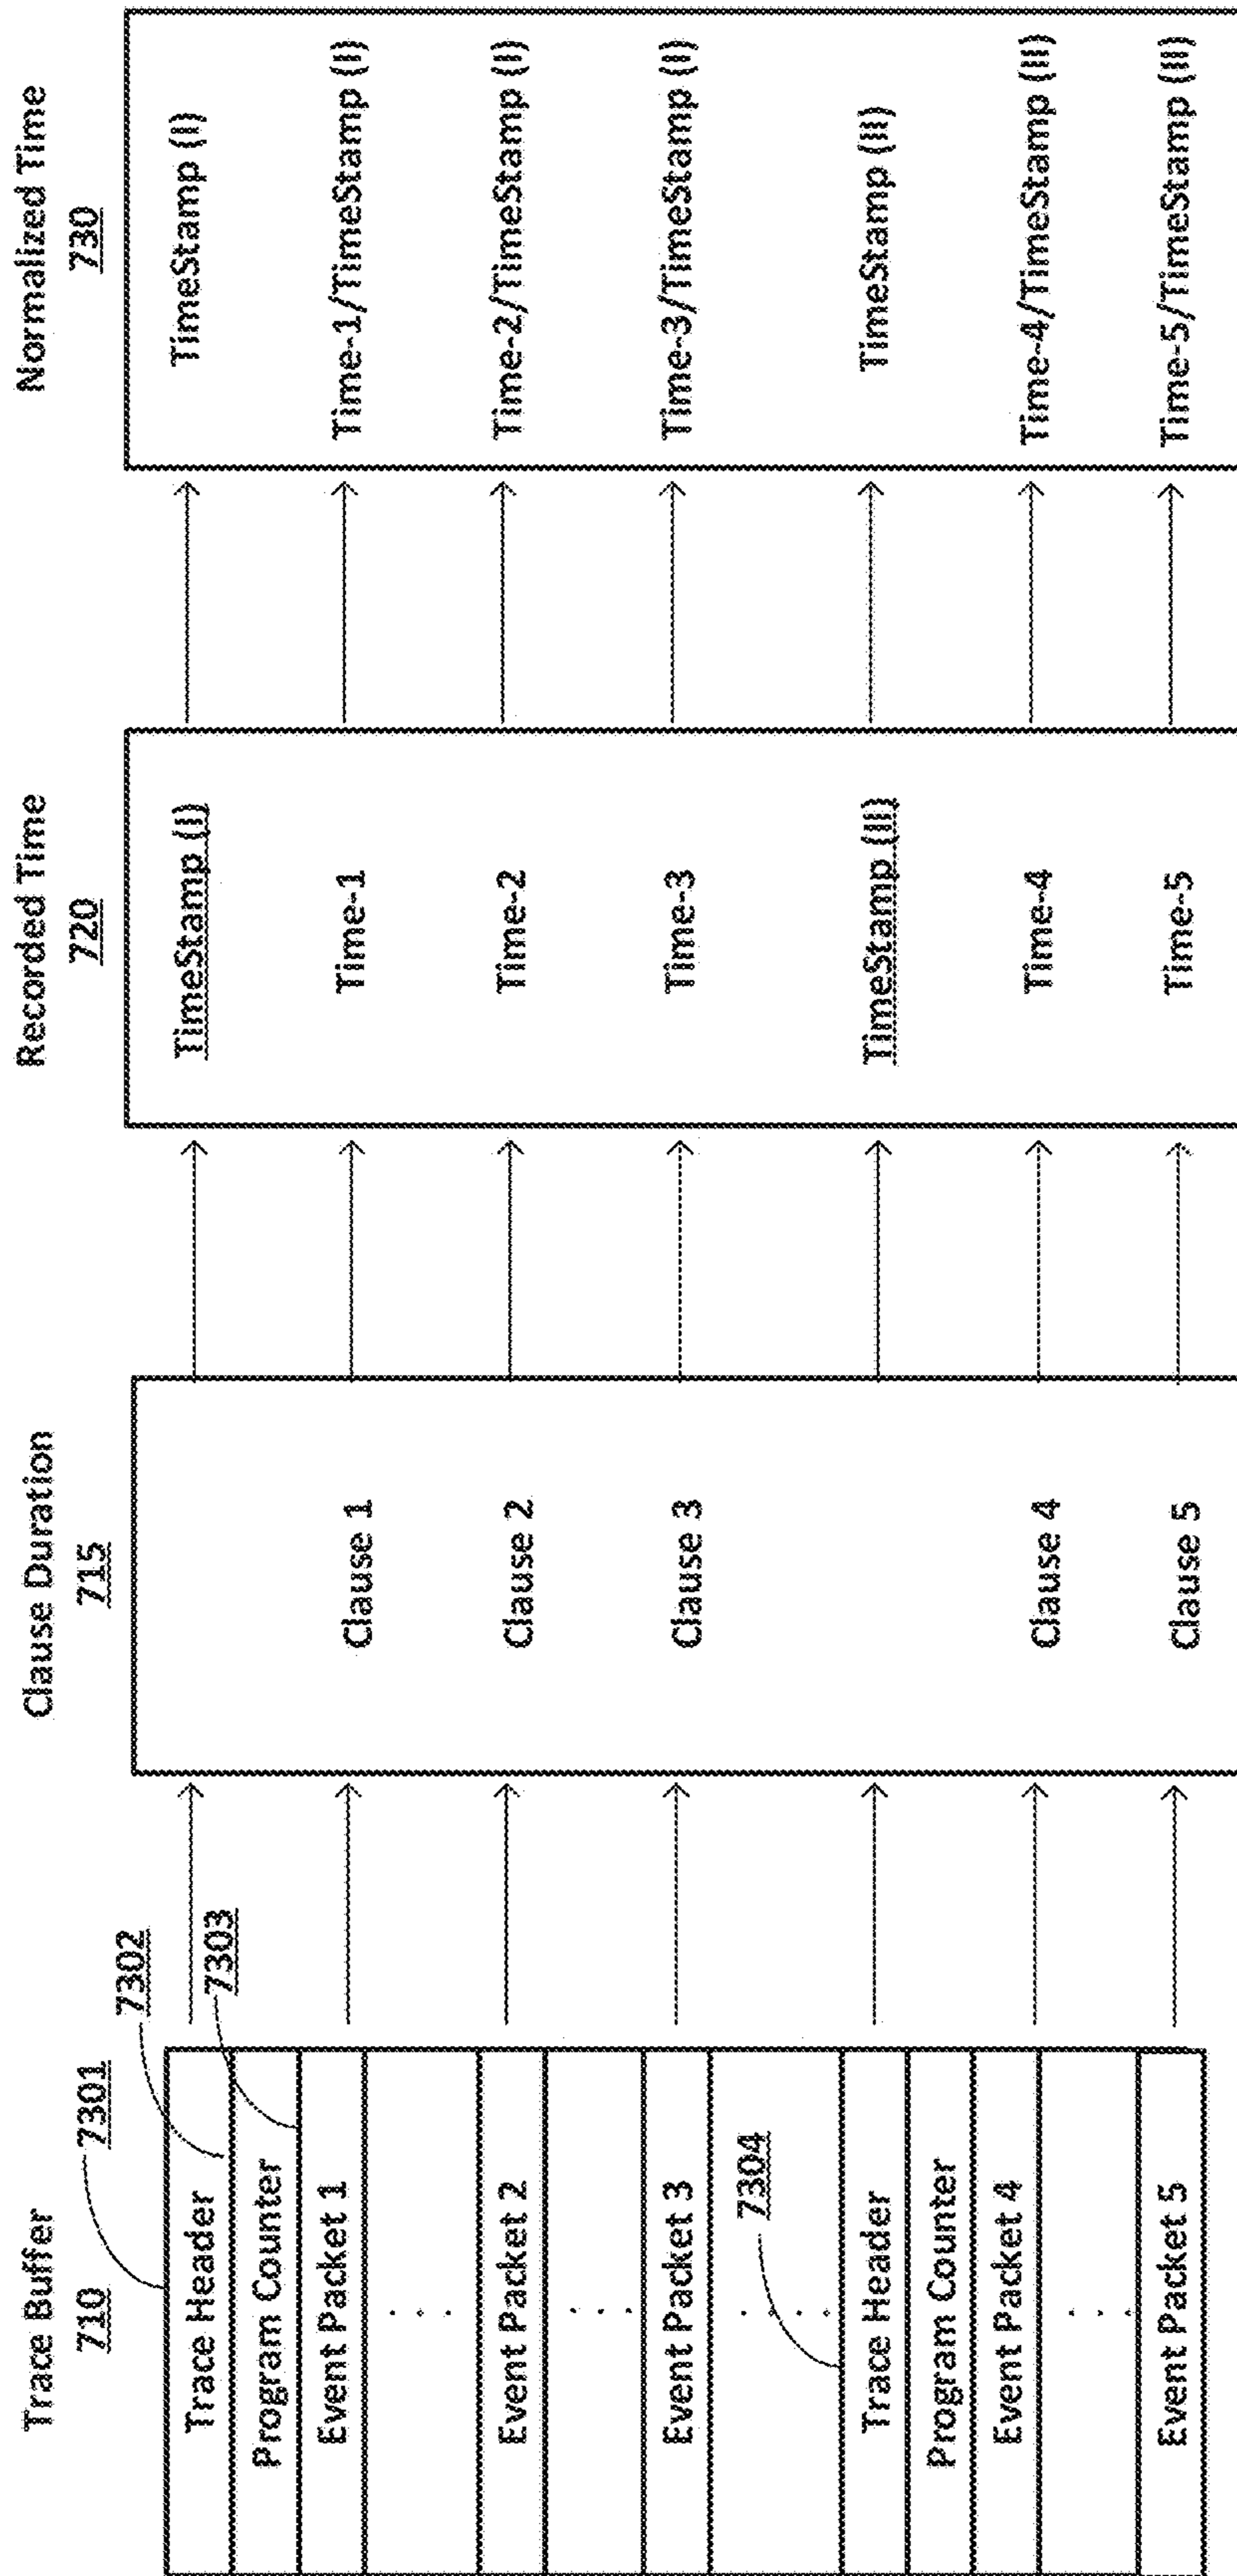 Trace Buffer
710
7301
7302
7303
Trace Header
Program Counter
Event Packet 1
Event Packet 2
Event Packet 3
7304
Trace Header
Program Counter
Event Packet 4
Event Packet 5
Clause Duration
715
Clause 1
Clause 2
Clause 3
Clause 4
Clause 5
Recorded Time
720
TimeStamp (I)
Time-1
Time-2
Time-3
TimeStamp (II)
Time-4
Time-5
Normalized Time
730
TimeStamp (I)
Time-1/TimeStamp (I)
Time-2/TimeStamp (I)
Time-3/TimeStamp (I)
TimeStamp (II)
Time-4/TimeStamp (II)
Time-5/TimeStamp (II)